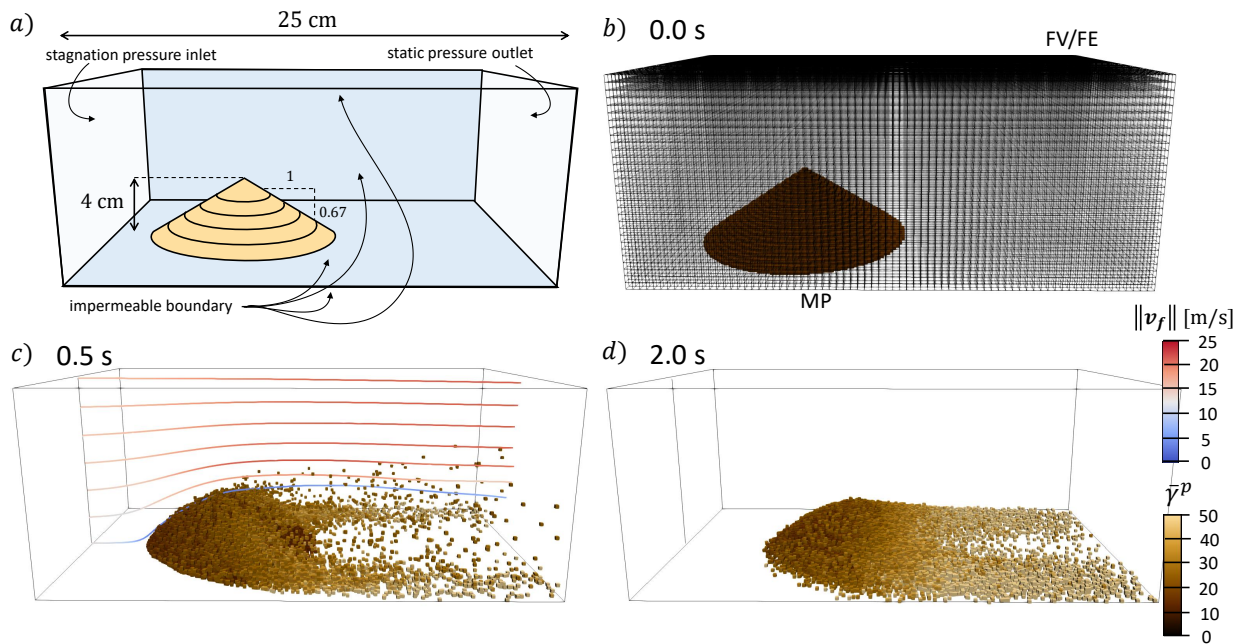 a)
25 cm
stagnation pressure inlet
static pressure outlet
1
0.67
4 cm
impermeable boundary
b) 0.0 s
FV/FE
MP
c) 0.5 s
d) 2.0 s
‖v_f‖ [m/s]
25
20
15
10
5
0
γ̄^p
50
40
30
20
10
0